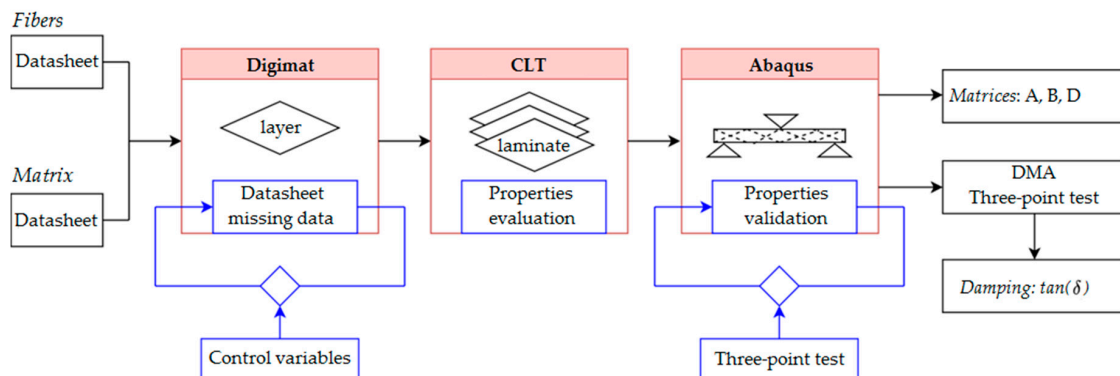 Fibers
Datasheet
Matrix
Datasheet
Digimat
layer
Datasheet
missing data
Control variables
CLT
laminate
Properties
evaluation
Abaqus
Properties
validation
Three-point test
Matrices: A, B, D
DMA
Three-point test
Damping: tan(δ)